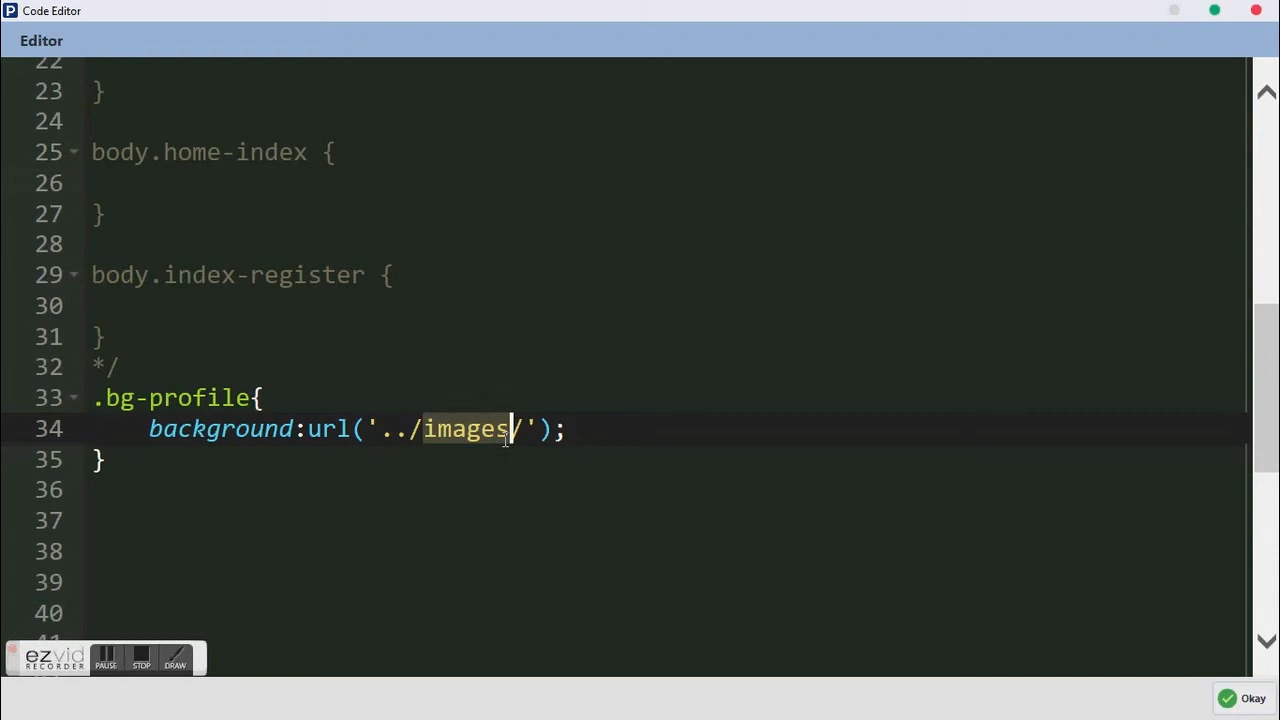 Code Editor
Editor
22
23 }
24
25 body.home-index {
26
27 }
28
29 body.index-register {
30
31 }
32 */
33 .bg-profile{
34 background:url('../images/');
35 }
36
37
38
39
40
41
ezvid
RECORDER
PAUSE STOP DRAW
Okay